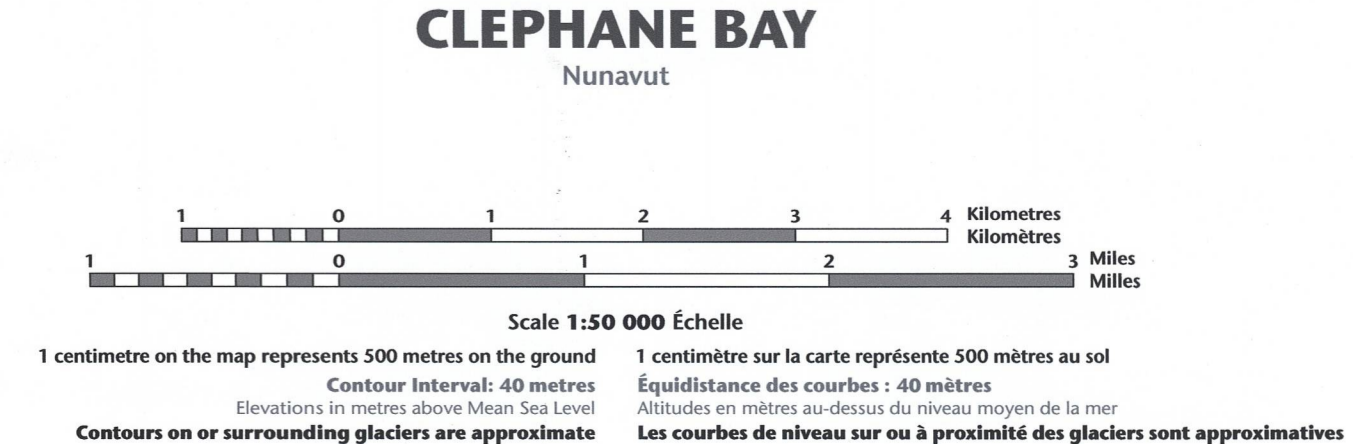 CLEPHANE BAY
Nunavut
1 0 1 2 3 4 Kilometres
Kilomètres
1 0 1 2 3 Miles
Milles
Scale 1:50 000 Échelle
1 centimetre on the map represents 500 metres on the ground
1 centimètre sur la carte représente 500 mètres au sol
Contour Interval: 40 metres
Équidistance des courbes : 40 mètres
Elevations in metres above Mean Sea Level
Altitudes en mètres au-dessus du niveau moyen de la mer
Contours on or surrounding glaciers are approximate
Les courbes de niveau sur ou à proximité des glaciers sont approximatives